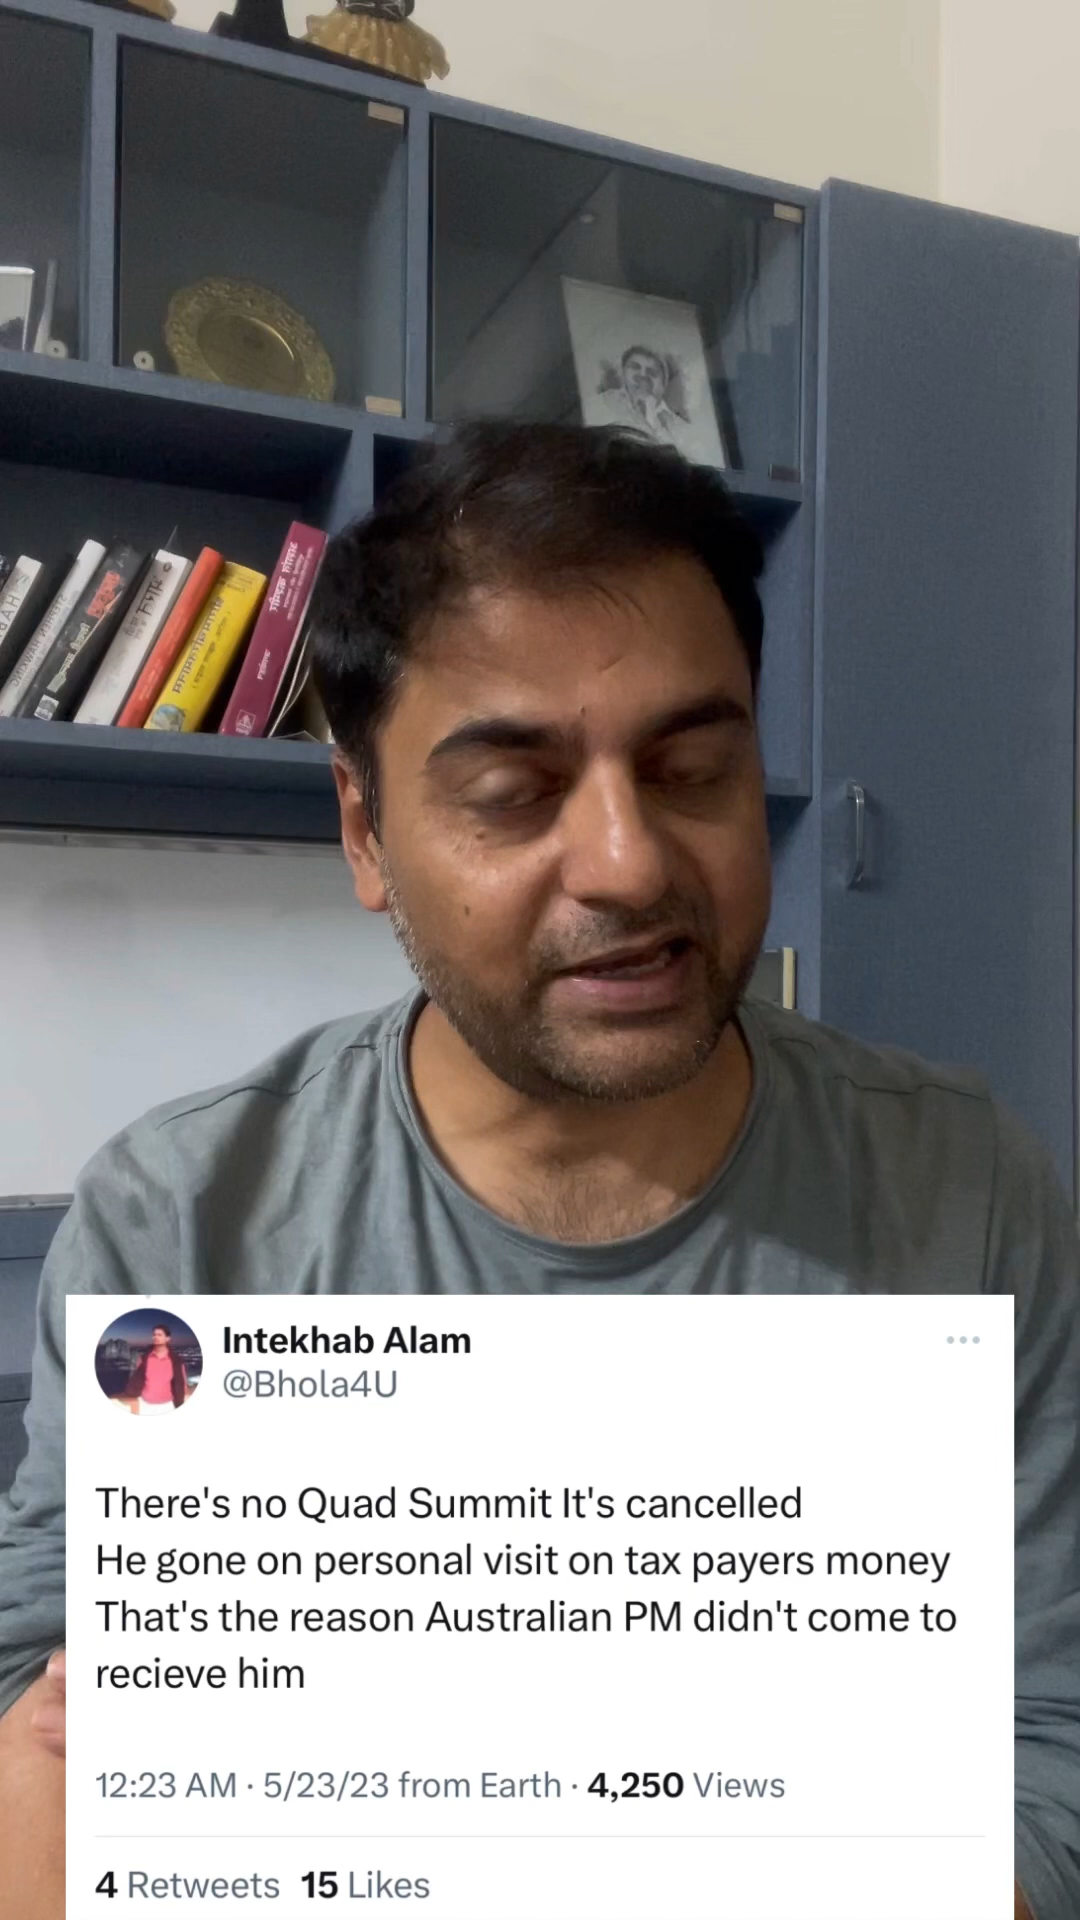 Intekhab Alam
@Bhola4U
There's no Quad Summit It's cancelled
He gone on personal visit on tax payers money
That's the reason Australian PM didn't come to
recieve him
12:23 AM · 5/23/23 from Earth · 4,250 Views
4 Retweets 15 Likes